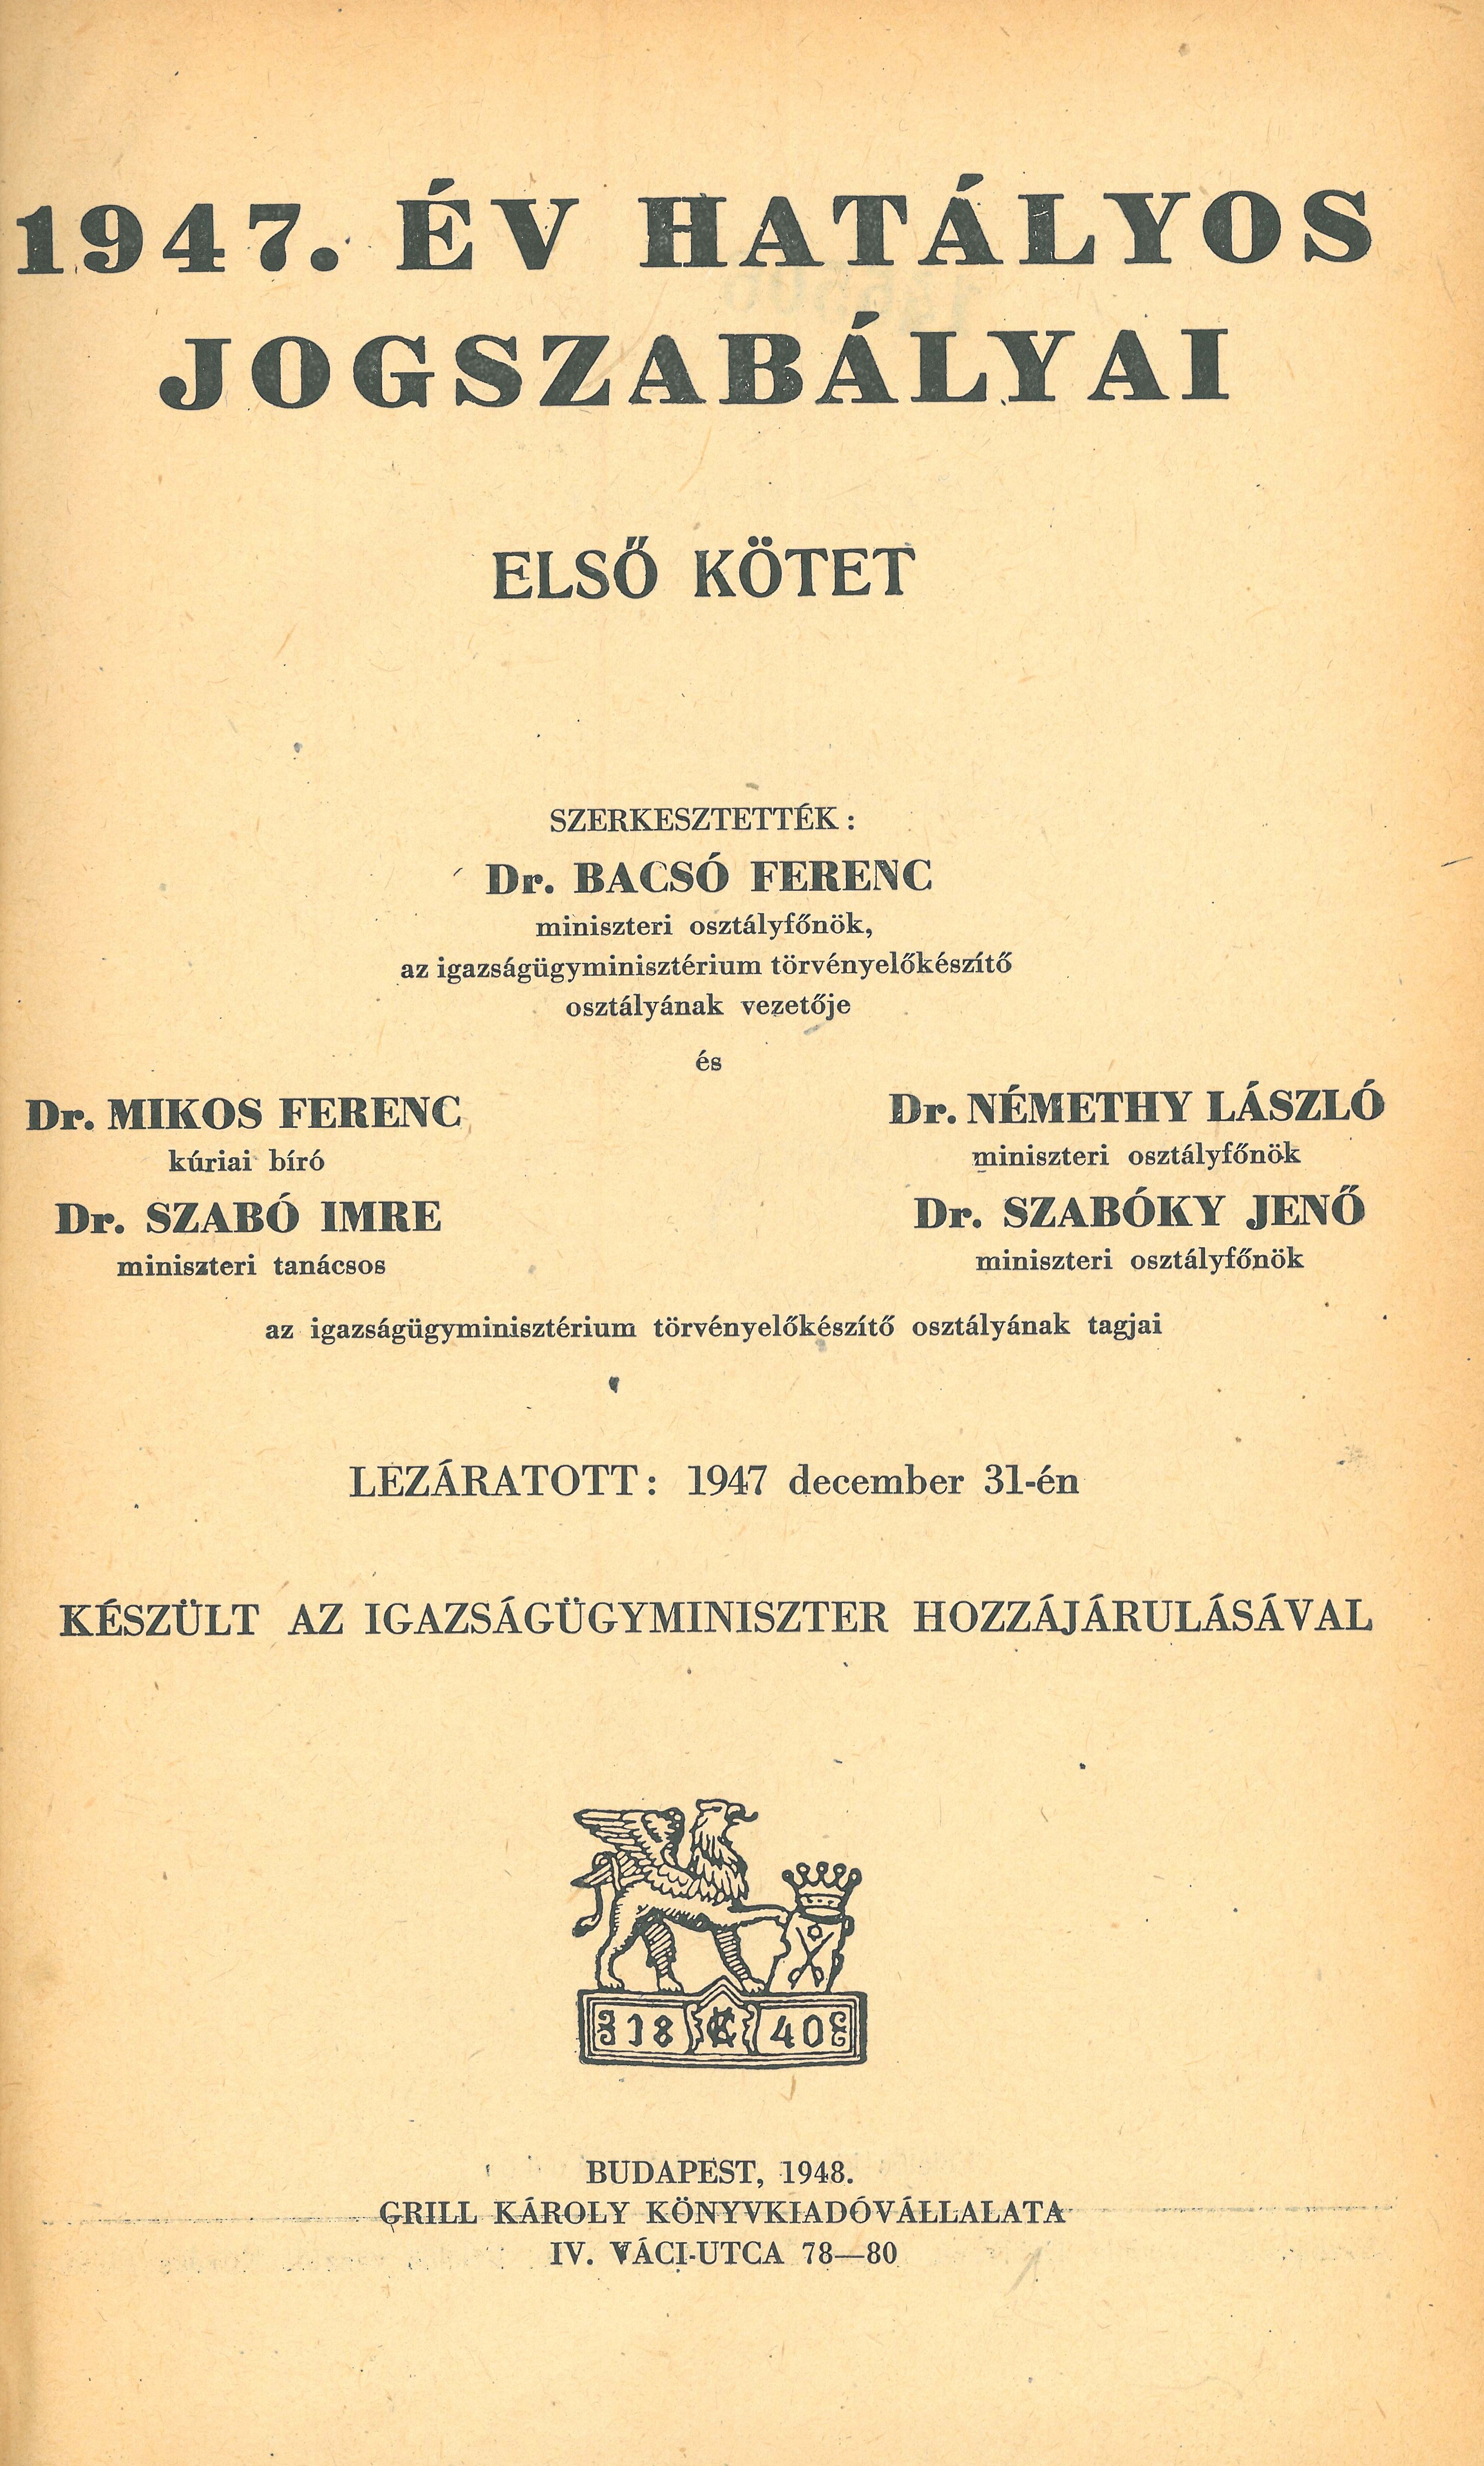 1947. ÉV HATÁLYOS
JOGSZABÁLYAI
ELSŐ KÖTET
SZERKESZTETTÉK:
Dr. BACSÓ FERENC
miniszteri osztályfőnök,
az igazságügyminisztérium törvényelőkészítő
osztályának vezetője
és
Dr. MIKOS FERENC
kúriai bíró
Dr. SZABÓ IMRE
miniszteri tanácsos
Dr. NÉMETHY LÁSZLÓ
miniszteri osztályfőnök
Dr. SZABÓKY JENŐ
miniszteri osztályfőnök
az igazságügyminisztérium törvényelőkészítő osztályának tagjai
LEZÁRATOTT: 1947 december 31-én
KÉSZÜLT AZ IGAZSÁGÜGYMINISZTER HOZZÁJÁRULÁSÁVAL
18 40
BUDAPEST, 1948.
GRILL KÁROLY KÖNYVKIADÓVÁLLALATA
IV. VÁCI-UTCA 78—80